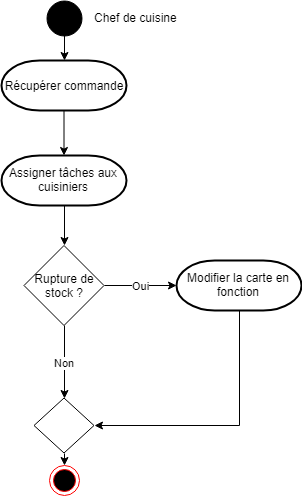 Chef de cuisine
Récupérer commande
Assigner tâches aux
cuisiniers
Rupture de
stock ?
Oui
Modifier la carte en
fonction
Non